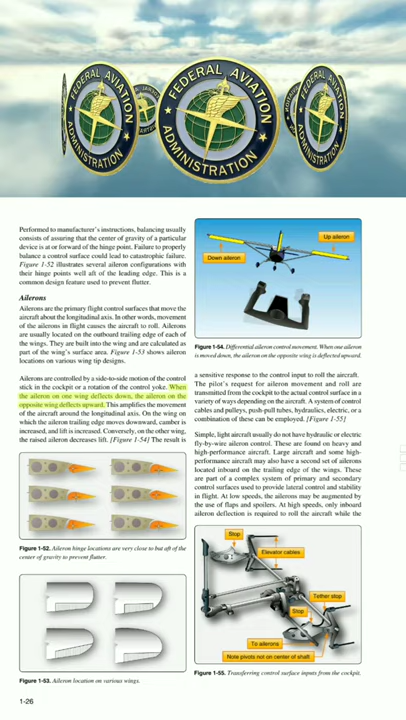 FEDERAL AVIATION
ADMINISTRATION
FEDERAL AVIATION
ADMINISTRATION
FEDERAL AVIATION
ADMINISTRATION
Performed to manufacturer's instructions, balancing usually
consists of assuring that the center of gravity of a particular
device is at or forward of the hinge point. Failure to properly
balance a control surface could lead to catastrophic failure.
Figure 1-52 illustrates several aileron configurations with
their hinge points well aft of the leading edge. This is a
common design feature used to prevent flutter.
Ailerons
Ailerons are the primary flight control surfaces that move the
aircraft about the longitudinal axis. In other words, movement
of the ailerons in flight causes the aircraft to roll. Ailerons
are usually located on the outboard trailing edge of each of
the wings. They are built into the wing and are calculated as
part of the wing's surface area. Figure 1-53 shows aileron
locations on various wing tip designs.
Ailerons are controlled by a side-to-side motion of the control
stick in the cockpit or a rotation of the control yoke. When
the aileron on one wing deflects down, the aileron on the
opposite wing deflects upward. This amplifies the movement
of the aircraft around the longitudinal axis. On the wing on
which the aileron trailing edge moves downward, camber is
increased, and lift is increased. Conversely, on the other wing,
the raised aileron decreases lift. [Figure 1-54] The result is
Figure 1-52. Aileron hinge locations are very close to but aft of the
center of gravity to prevent flutter.
Figure 1-53. Aileron location on various wings.
1-26
Up aileron
Down aileron
Figure 1-54. Differential aileron control movement. When one aileron
is moved down, the aileron on the opposite wing is deflected upward.
a sensitive response to the control input to roll the aircraft.
The pilot's request for aileron movement and roll are
transmitted from the cockpit to the actual control surface in a
variety of ways depending on the aircraft. A system of control
cables and pulleys, push-pull tubes, hydraulics, electric, or a
combination of these can be employed. [Figure 1-55]
Simple, light aircraft usually do not have hydraulic or electric
fly-by-wire aileron control. These are found on heavy and
high-performance aircraft. Large aircraft and some high-
performance aircraft may also have a second set of ailerons
located inboard on the trailing edge of the wings. These
are part of a complex system of primary and secondary
control surfaces used to provide lateral control and stability
in flight. At low speeds, the ailerons may be augmented by
the use of flaps and spoilers. At high speeds, only inboard
aileron deflection is required to roll the aircraft while the
Stop
Elevator cables
Tether stop
Stop
To ailerons
Note pivots not on center of shaft
Figure 1-55. Transferring control surface inputs from the cockpit.